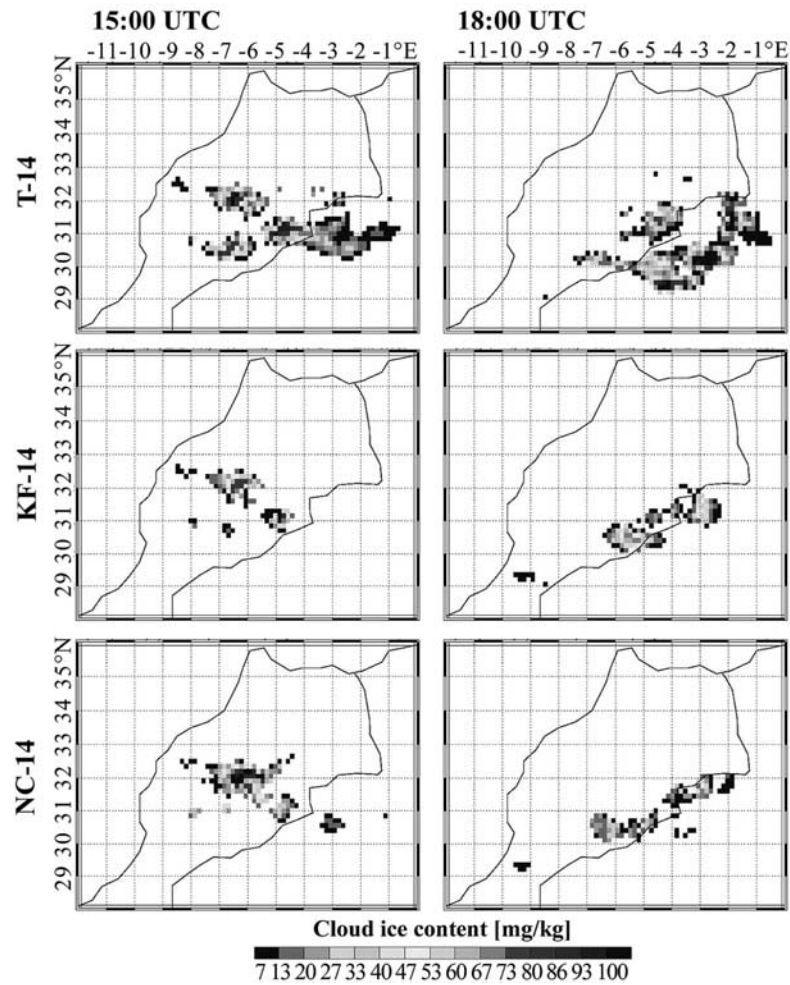 15:00 UTC 18:00 UTC
-11 -10 -9 -8 -7 -6 -5 -4 -3 -2 -1°E -11 -10 -9 -8 -7 -6 -5 -4 -3 -2 -1°E
T-14
35°N
34
33
32
31
30
29
KF-14
35°N
34
33
32
31
30
29
NC-14
35°N
34
33
32
31
30
29
Cloud ice content [mg/kg]
7 13 20 27 33 40 47 53 60 67 73 80 86 93 100